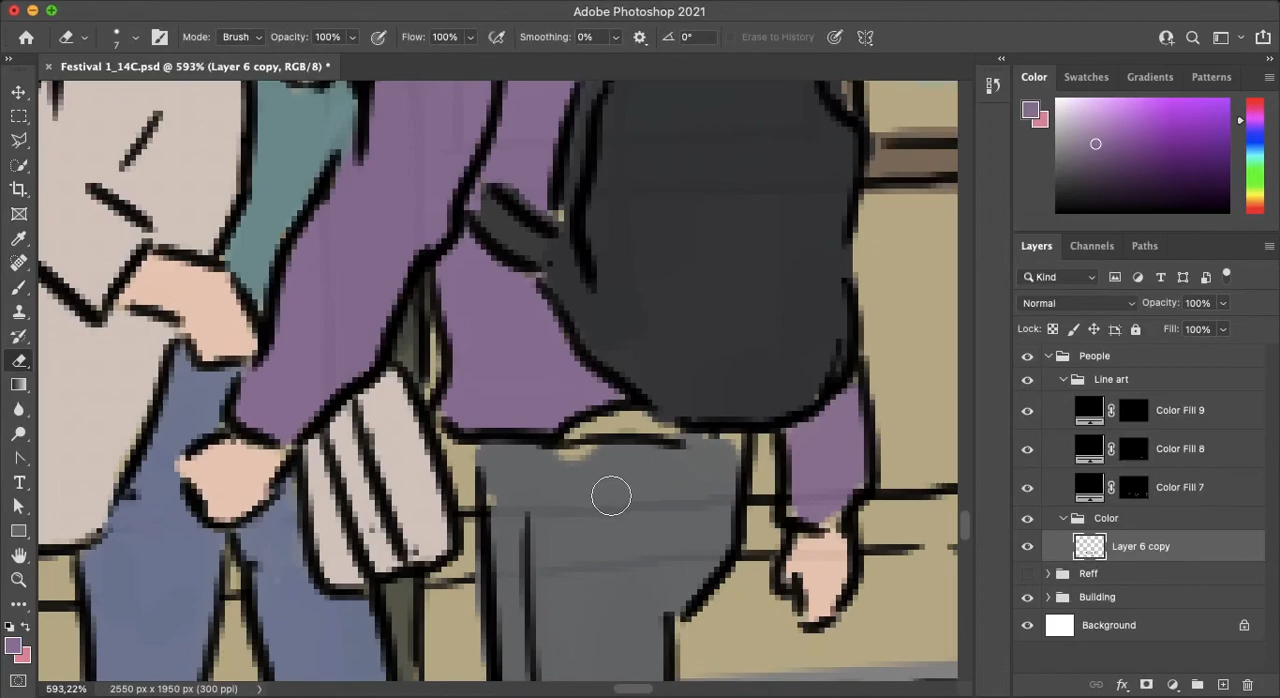 Adobe Photoshop 2021
7 Mode: Brush Opacity: 100% Flow: 100% Smoothing: 0% 0° Erase to History
Festival 1_14C.psd @ 593% (Layer 6 copy, RGB/8) *
Color Swatches Gradients Patterns
Layers Channels Paths
Kind
Normal Opacity: 100%
Lock: Fill: 100%
People
Line art
Color Fill 9
Color Fill 8
Color Fill 7
Color
Layer 6 copy
Reff
Building
Background
593,22% 2550 px x 1950 px (300 ppi)